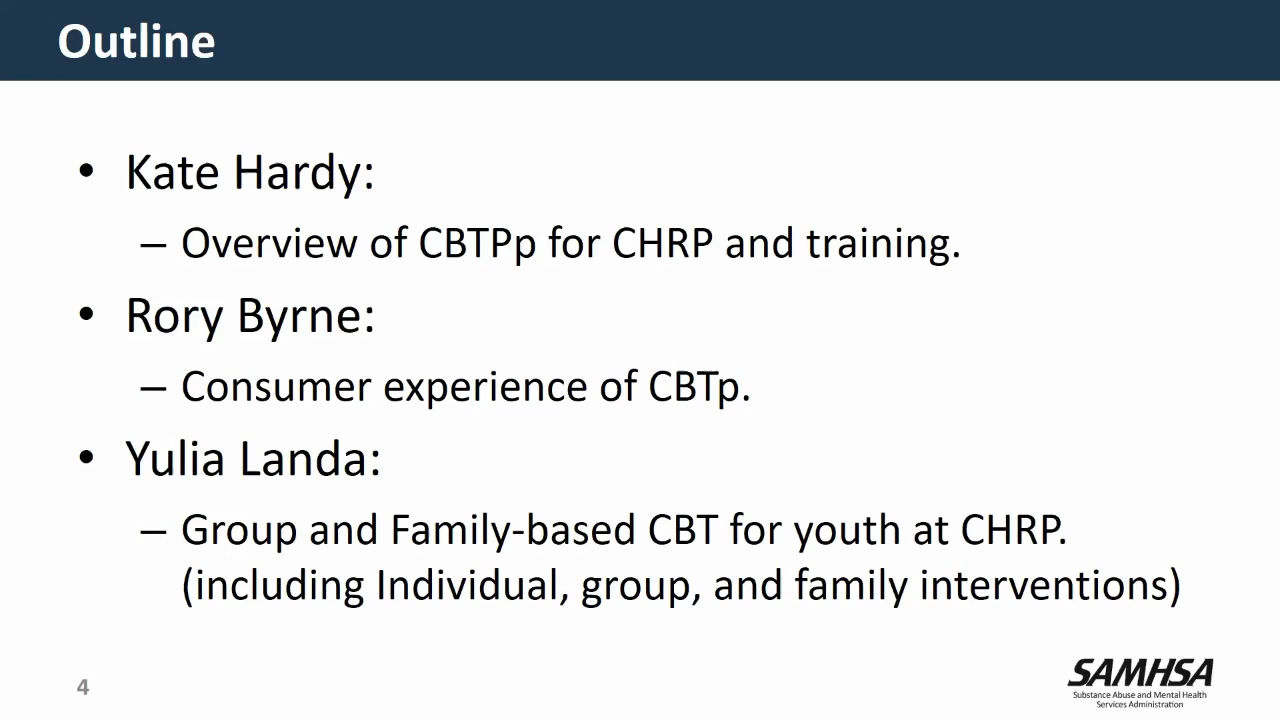 Outline
• Kate Hardy:
– Overview of CBTPp for CHRP and training.
• Rory Byrne:
– Consumer experience of CBTp.
• Yulia Landa:
– Group and Family-based CBT for youth at CHRP.
(including Individual, group, and family interventions)
4
SAMHSA
Substance Abuse and Mental Health
Services Administration